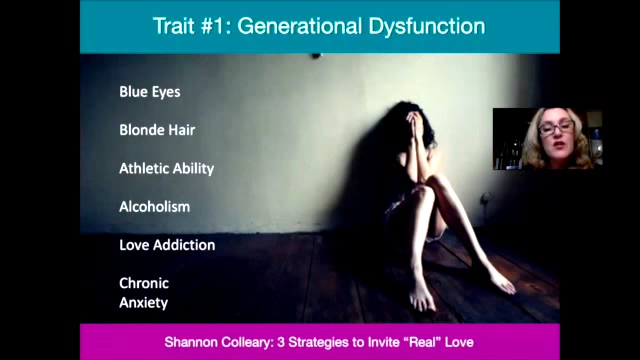 Trait #1: Generational Dysfunction
Blue Eyes
Blonde Hair
Athletic Ability
Alcoholism
Love Addiction
Chronic
Anxiety
Shannon Colleary: 3 Strategies to Invite “Real” Love